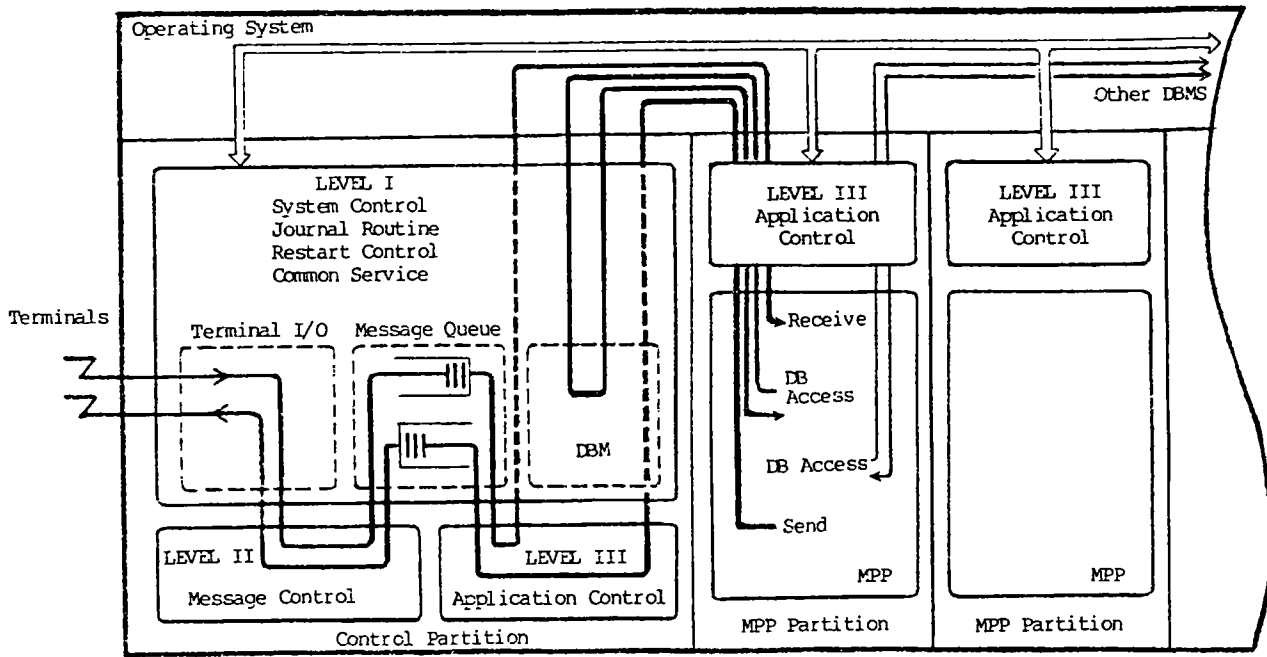 Operating System
Other DBMS
LEVEL I
System Control
Journal Routine
Restart Control
Common Service
LEVEL III
Application
Control
LEVEL III
Application
Control
Terminals
Terminal I/O
Message Queue
Receive
DB
Access
DBM
DB Access
Send
LEVEL II
Message Control
LEVEL III
Application Control
MPP
MPP
Control Partition
MPP Partition
MPP Partition